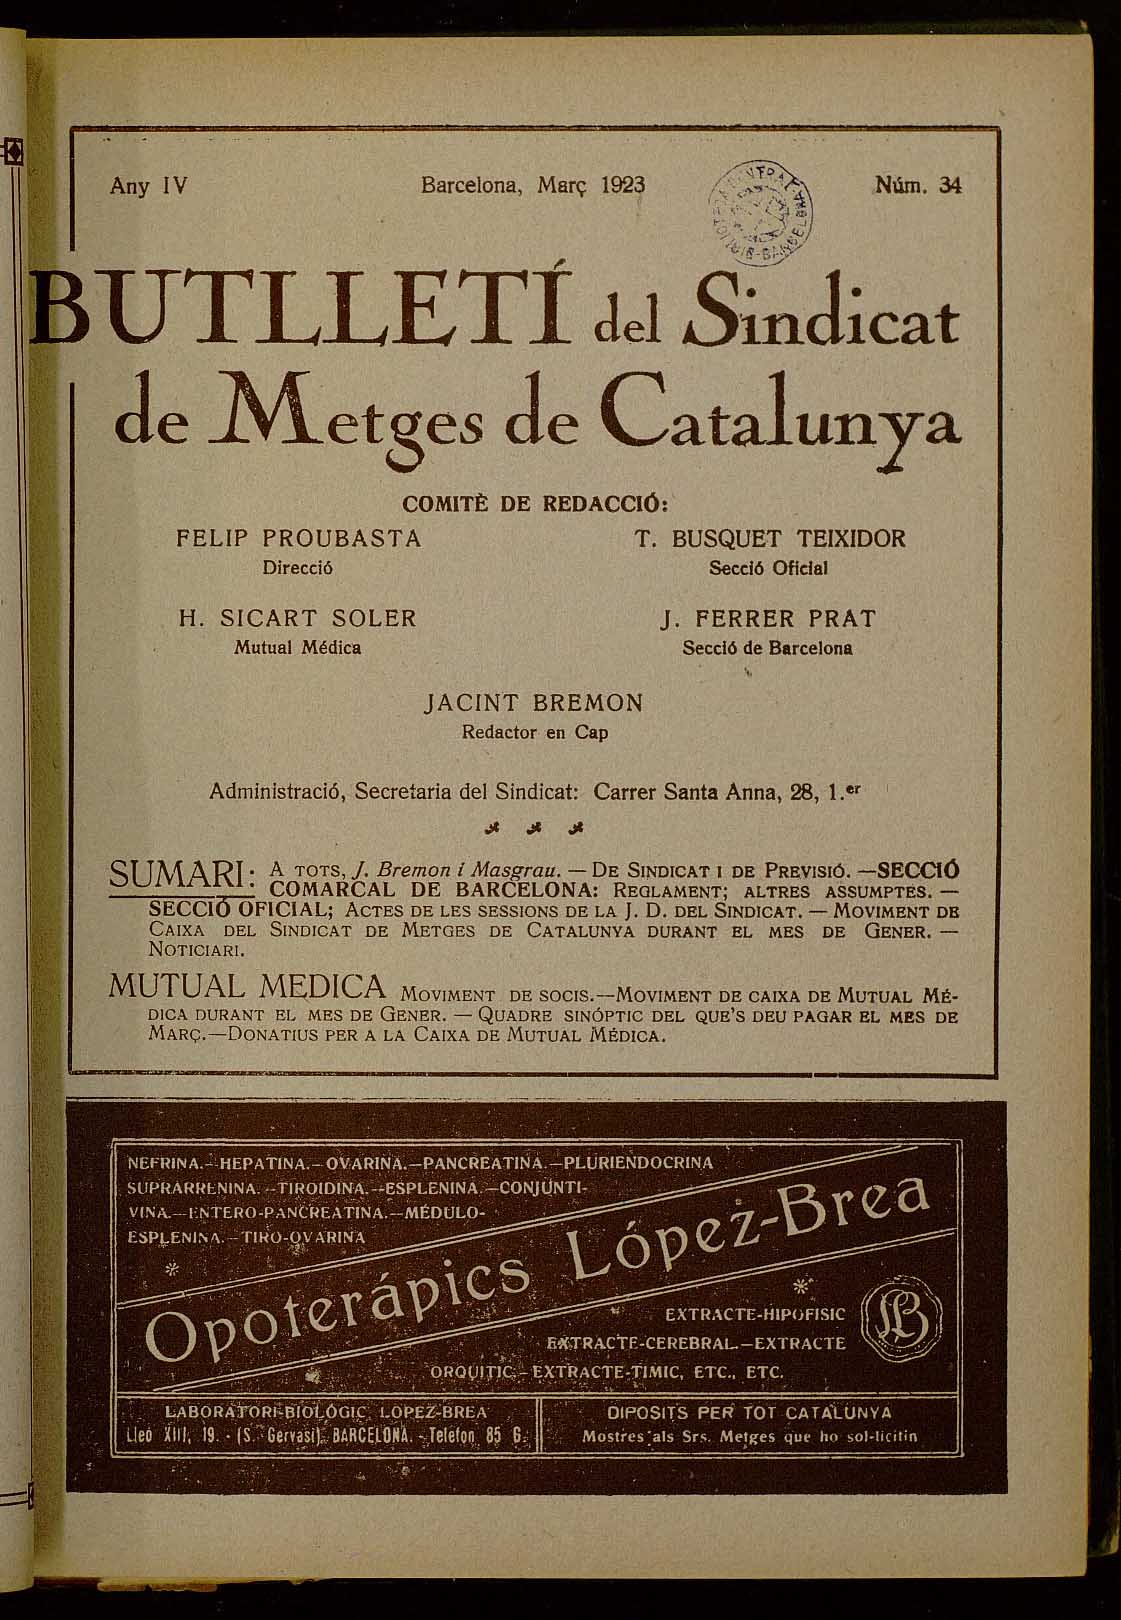 Any IV Barcelona, Març 1923 Núm. 34
BUTLLETÍ del Sindicat
de Metges de Catalunya
COMITÈ DE REDACCIÓ:
FELIP PROUBASTA T. BUSQUET TEIXIDOR
Direcció Secció Oficial
H. SICART SOLER J. FERRER PRAT
Mutual Médica Secció de Barcelona
JACINT BREMON
Redactor en Cap
Administració, Secretaria del Sindicat: Carrer Santa Anna, 28, 1.er
SUMARI: A TOTS, J. Bremon i Masgrau. — DE SINDICAT I DE PREVISIÓ. —SECCIÓ
COMARCAL DE BARCELONA: REGLAMENT; ALTRES ASSUMPTES. —
SECCIÓ OFICIAL; ACTES DE LES SESSIONS DE LA J. D. DEL SINDICAT. — MOVIMENT DE
CAIXA DEL SINDICAT DE METGES DE CATALUNYA DURANT EL MES DE GENER. —
NOTICIARI.
MUTUAL MEDICA MOVIMENT DE SOCIS.—MOVIMENT DE CAIXA DE MUTUAL MÉ-
DICA DURANT EL MES DE GENER. — QUADRE SINÓPTIC DEL QUE'S DEU PAGAR EL MES DE
MARÇ.—DONATIUS PER A LA CAIXA DE MUTUAL MÉDICA.
NEFRINA.—HEPATINA.—OVARINA.—PANCREATINA.—PLURIENDOCRINA
SUPRARRENINA.—TIROIDINA.—ESPLENINA.—CONJUNTI-
VINA.—ENTERO-PANCREATINA.—MÉDULO-
ESPLENINA.—TIRO-OVARINA
Opoterápics López-Brea
EXTRACTE-HIPOFISIC
EXTRACTE-CEREBRAL.—EXTRACTE
ORQUITIC.—EXTRACTE-TIMIC, ETC., ETC.
LB
LABORATORI BIOLÓGIC LOPEZ-BREA
Lleó XIII, 19. - (S. Gervasi). BARCELONA. - Teléfon 85 G.
DIPOSITS PER TOT CATALUNYA
Mostres als Srs. Metges que ho sol-licitin